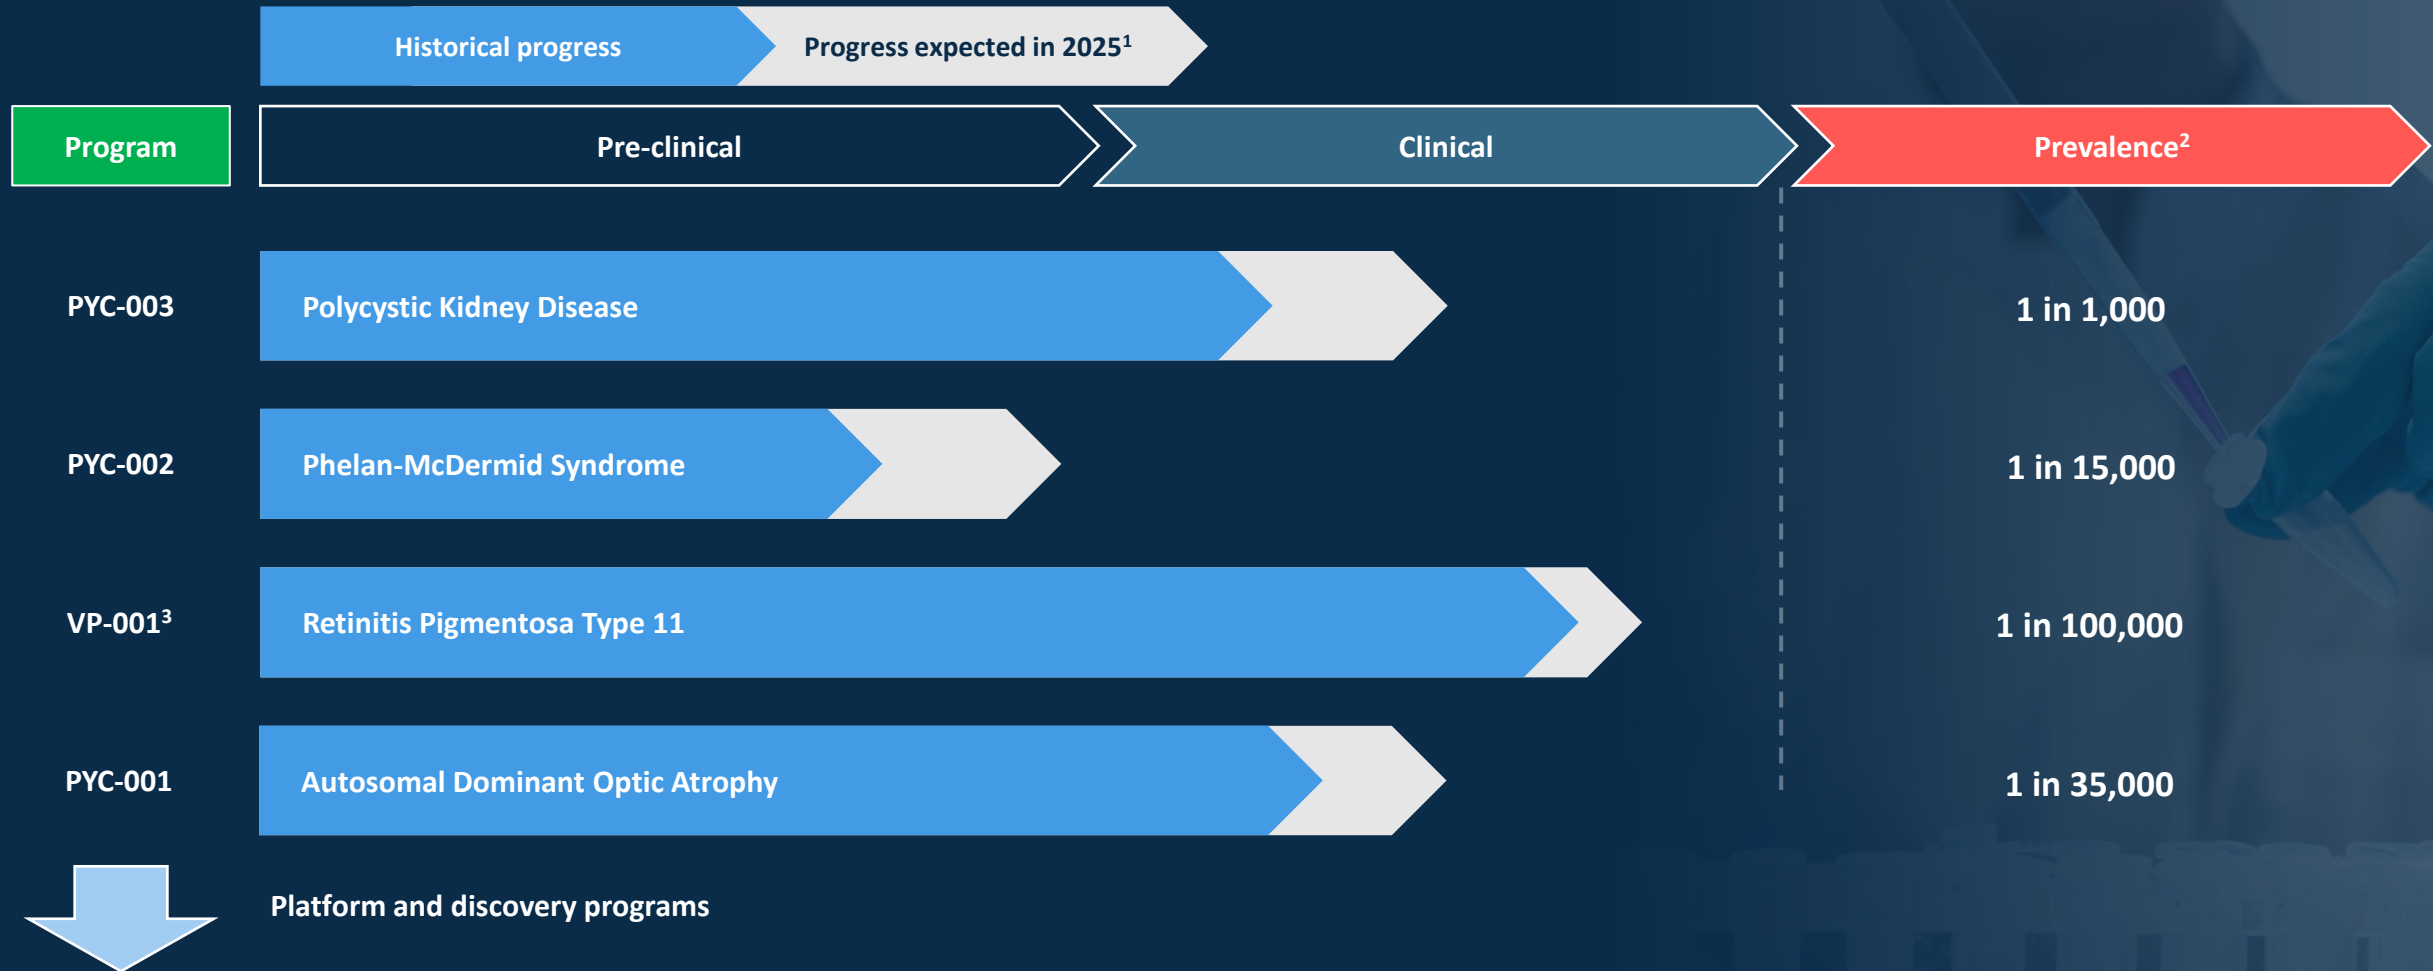 Historical progress
Progress expected in 2025¹
Program
Pre-clinical
Clinical
Prevalence²
PYC-003
Polycystic Kidney Disease
1 in 1,000
PYC-002
Phelan-McDermid Syndrome
1 in 15,000
VP-001³
Retinitis Pigmentosa Type 11
1 in 100,000
PYC-001
Autosomal Dominant Optic Atrophy
1 in 35,000
Platform and discovery programs